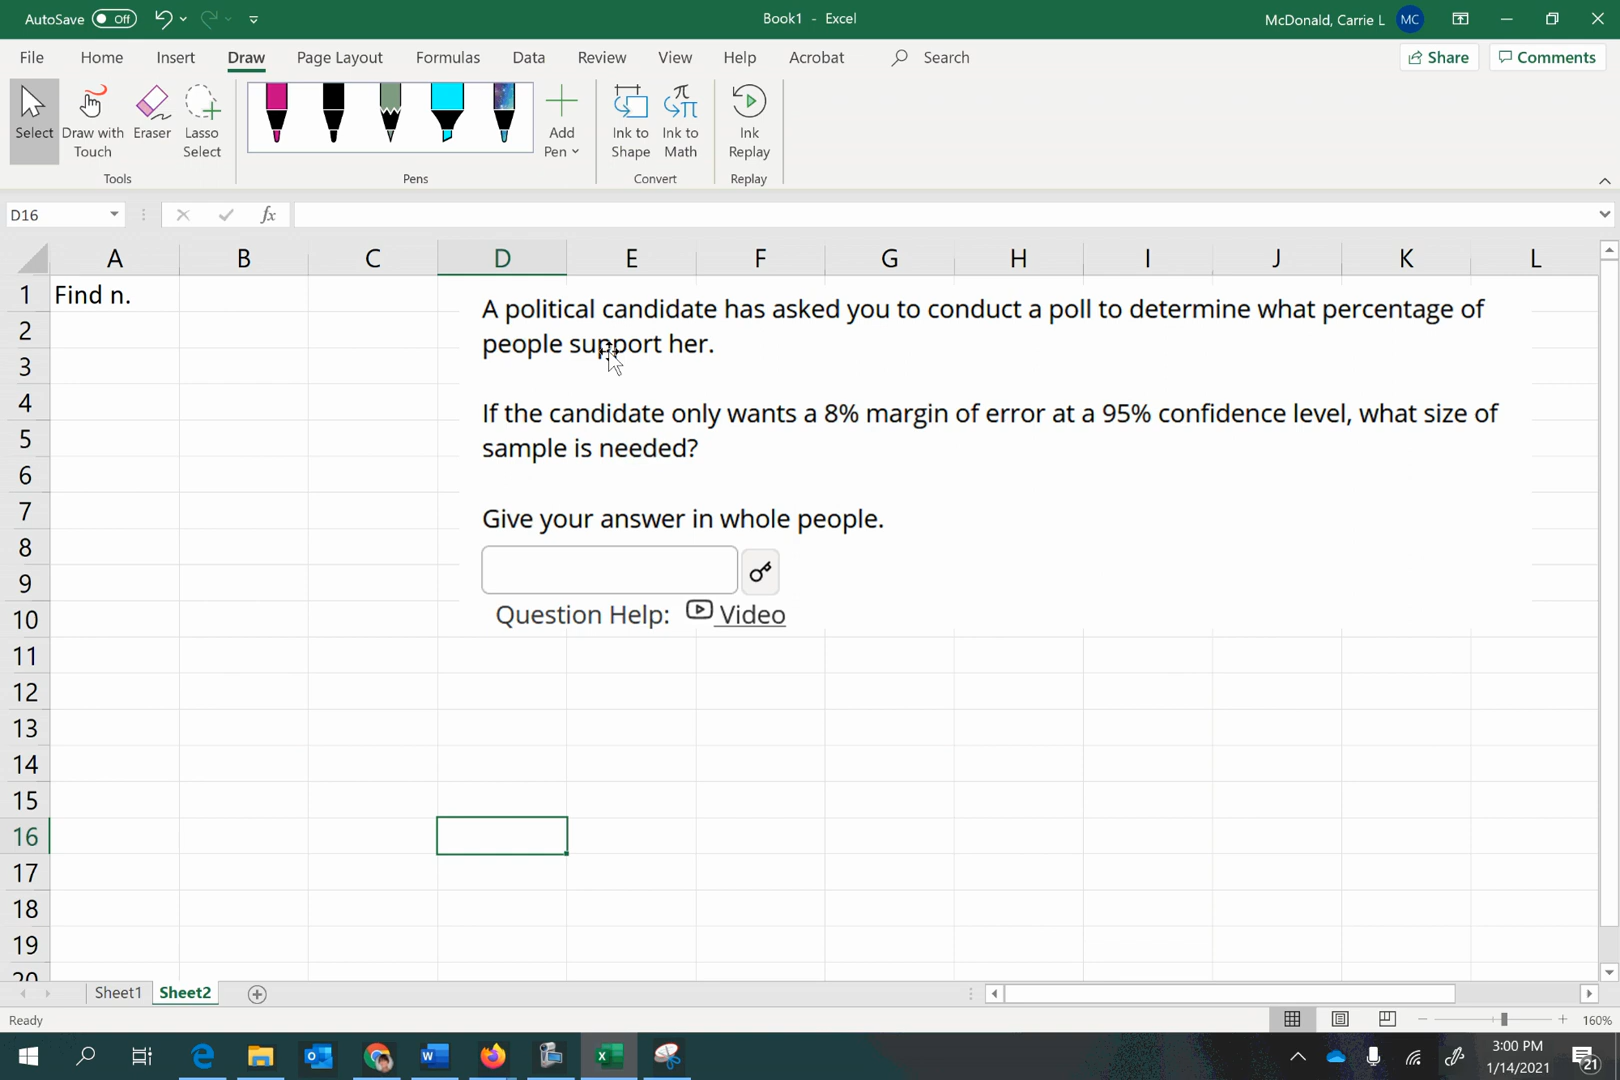 AutoSave Off
Book1 - Excel
McDonald, Carrie L MC
File Home Insert Draw Page Layout Formulas Data Review View Help Acrobat Search Share Comments
Select
Draw with Touch
Eraser
Lasso Select
Add Pen
Ink to Shape
Ink to Math
Ink Replay
Tools Pens Convert Replay
D16 fx
A B C D E F G H I J K L
1 Find n.
A political candidate has asked you to conduct a poll to determine what percentage of
2
people support her.
3
4
If the candidate only wants a 8% margin of error at a 95% confidence level, what size of
5
sample is needed?
6
7
Give your answer in whole people.
8
9
10
Question Help: Video
11
12
13
14
15
16
17
18
19
20
Sheet1 Sheet2
Ready 160%
3:00 PM
1/14/2021
21